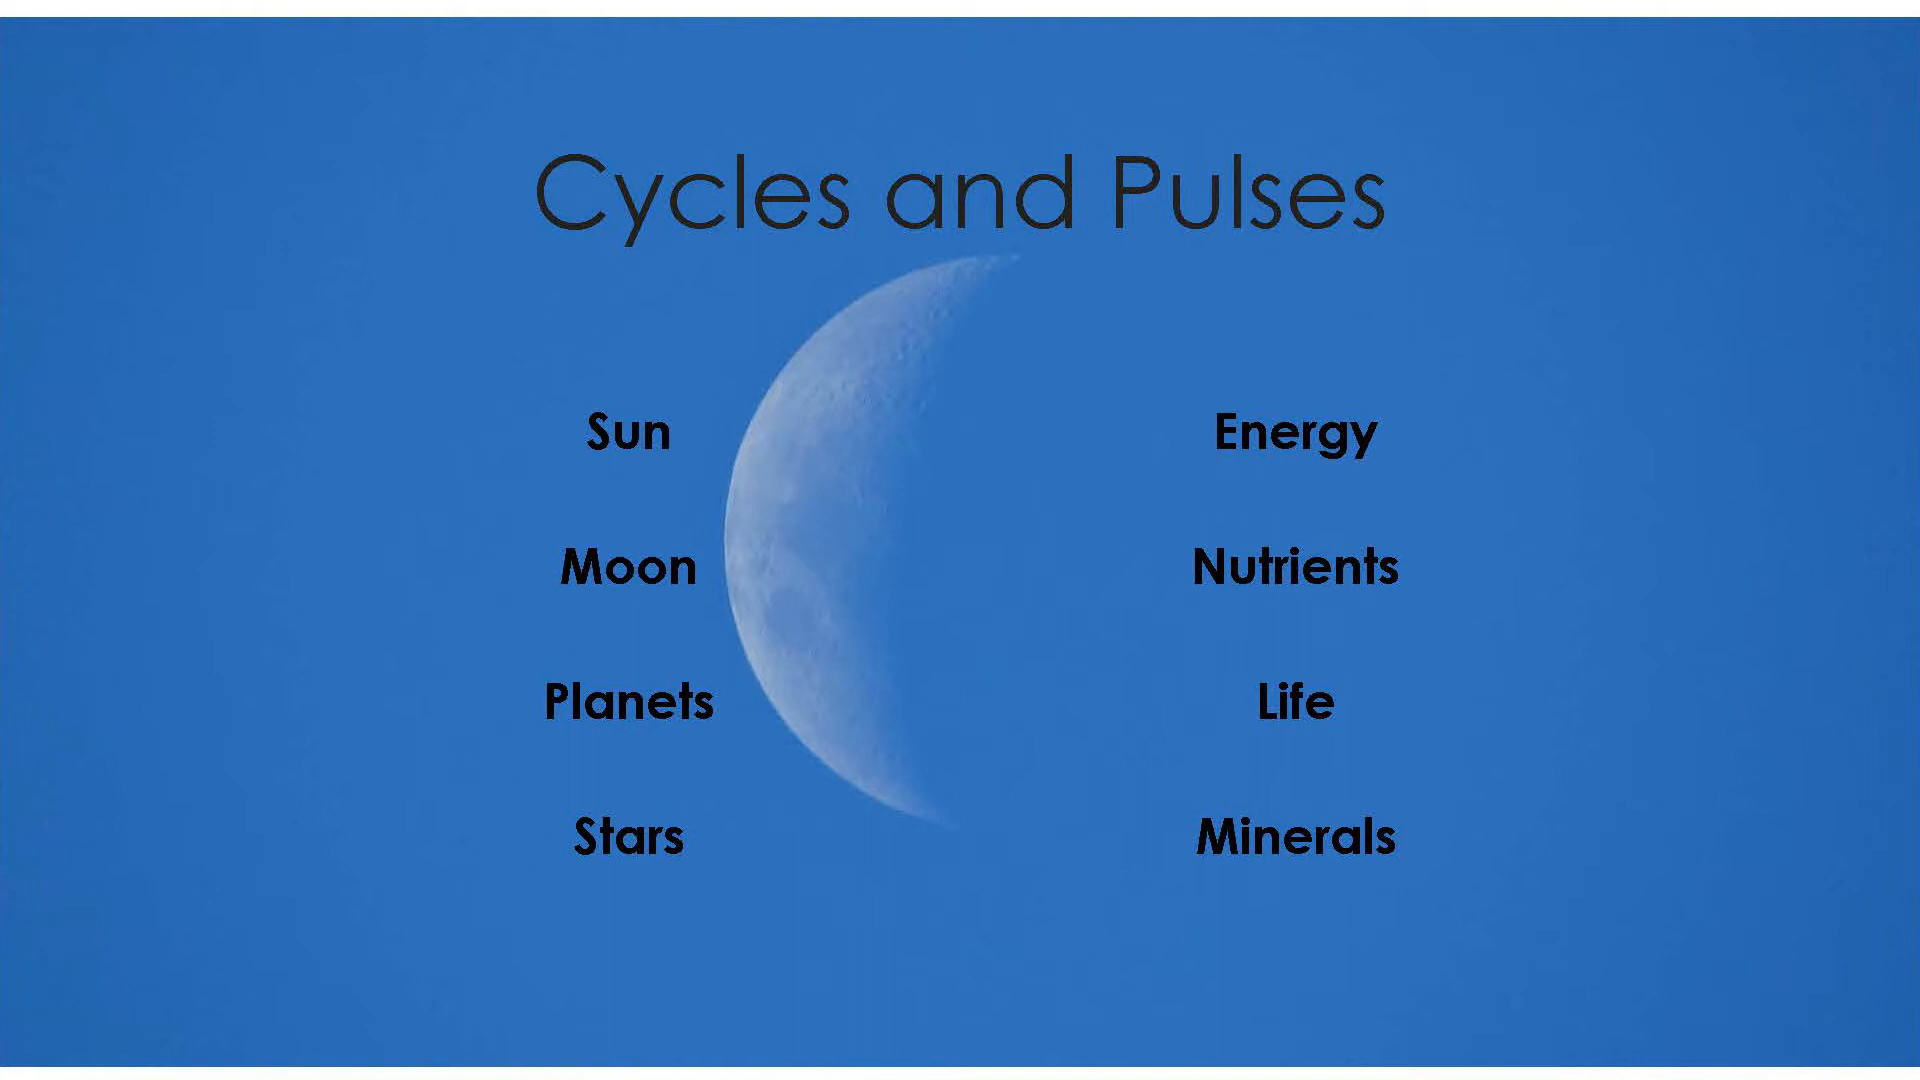 Cycles and Pulses
Sun
Moon
Planets
Stars
Energy
Nutrients
Life
Minerals